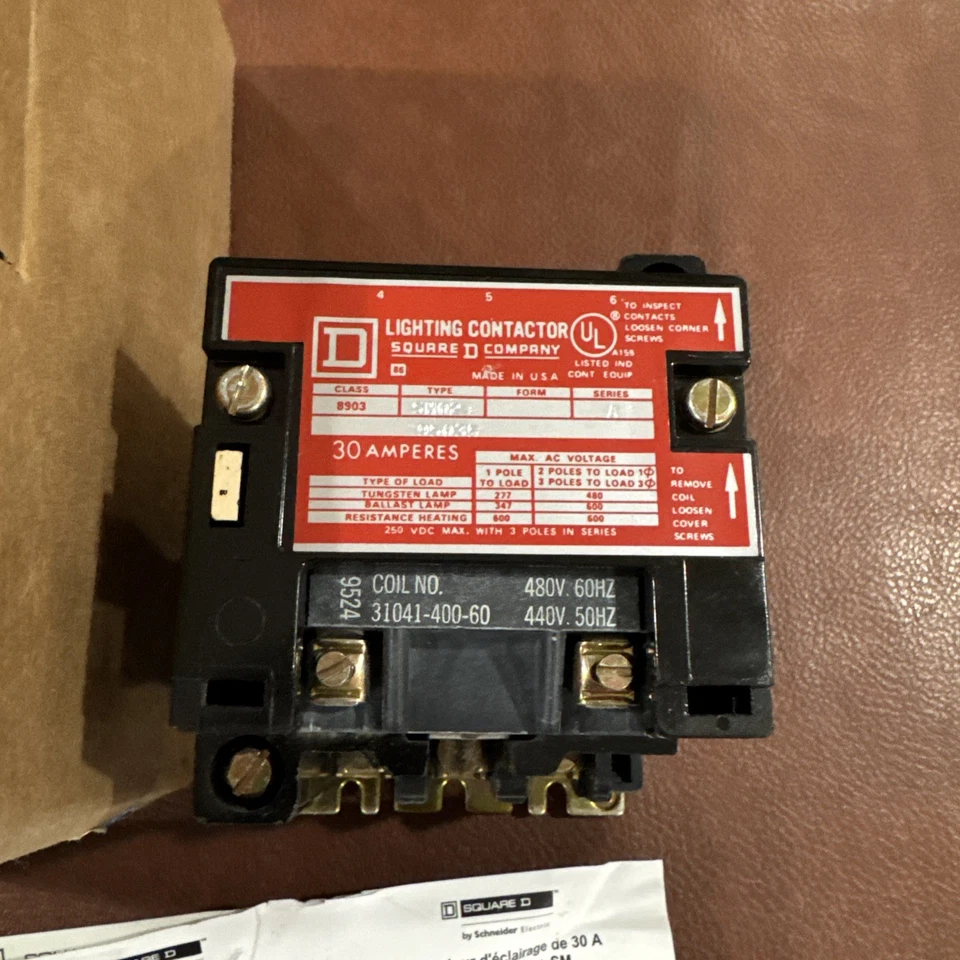 4 5 6
D
LIGHTING CONTACTOR
SQUARE D COMPANY
86
MADE IN U.S.A
UL
®
A159
LISTED IND
CONT EQUIP
TO INSPECT
CONTACTS
LOOSEN CORNER
SCREWS
CLASS TYPE FORM SERIES
8903 A
30 AMPERES
MAX. AC VOLTAGE
TYPE OF LOAD
1 POLE
TO LOAD
2 POLES TO LOAD 1Φ
3 POLES TO LOAD 3Φ
TUNGSTEN LAMP 277 480
BALLAST LAMP 347 600
RESISTANCE HEATING 600 600
250 VDC MAX. WITH 3 POLES IN SERIES
TO
REMOVE
COIL
LOOSEN
COVER
SCREWS
9524
COIL NO. 480V. 60HZ
31041-400-60 440V. 50HZ
D SQUARE D
by Schneider Electric
d'éclairage de 30 A